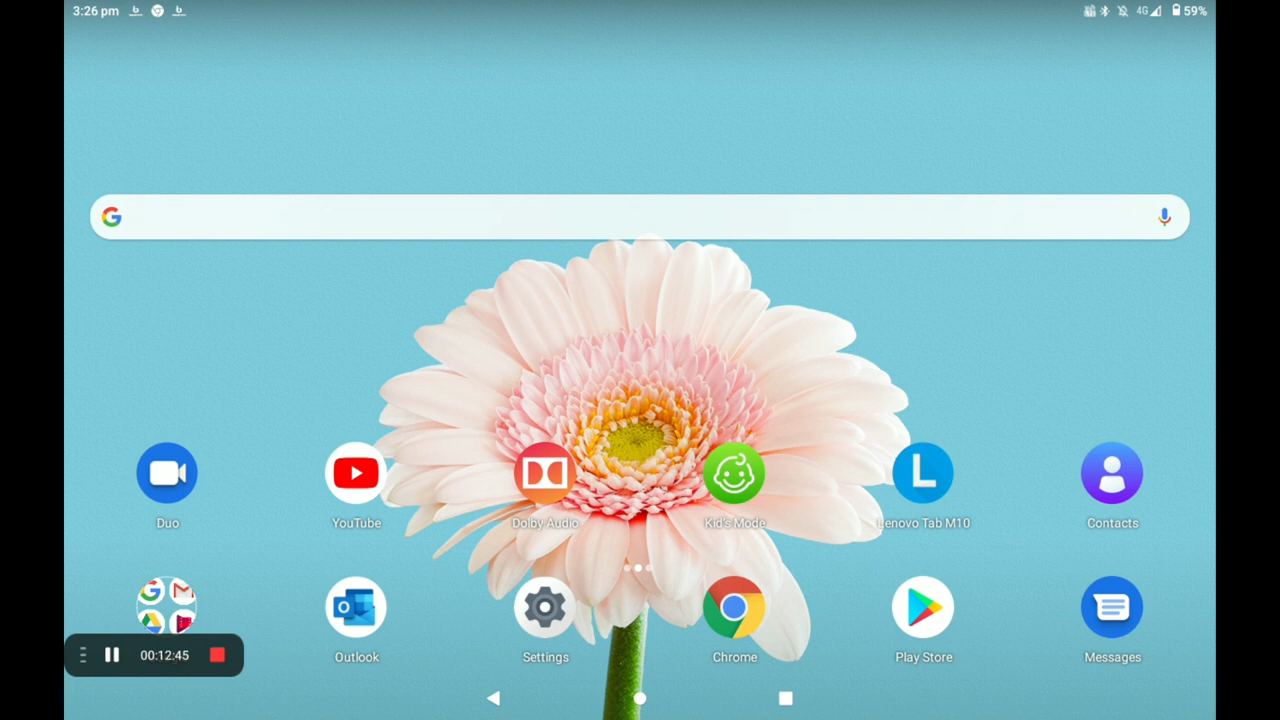 3:26 pm 4G 59%
Duo YouTube Dolby Audio Kid's Mode Lenovo Tab M10 Contacts
Outlook Settings Chrome Play Store Messages
00:12:45